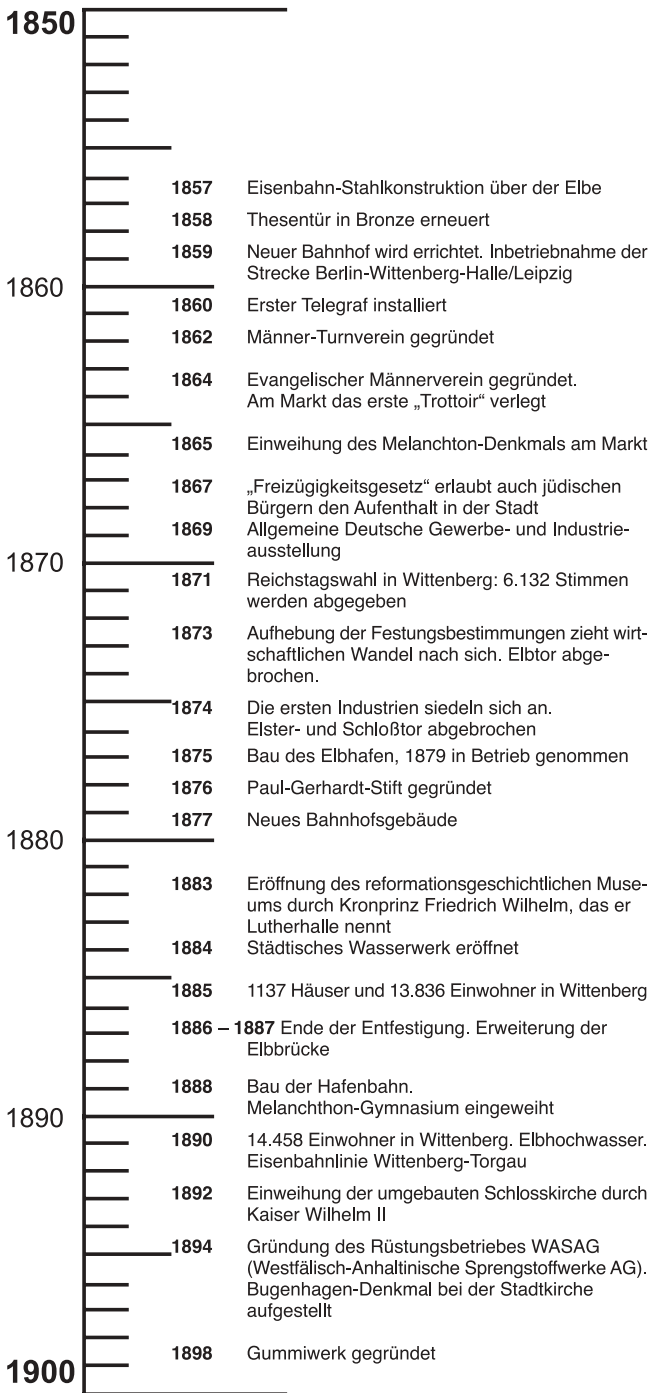 1850
1857 Eisenbahn-Stahlkonstruktion über der Elbe
1858 Thesentür in Bronze erneuert
1859 Neuer Bahnhof wird errichtet. Inbetriebnahme der
Strecke Berlin-Wittenberg-Halle/Leipzig
1860
1860 Erster Telegraf installiert
1862 Männer-Turnverein gegründet
1864 Evangelischer Männerverein gegründet.
Am Markt das erste „Trottoir“ verlegt
1865 Einweihung des Melanchton-Denkmals am Markt
1867 „Freizügigkeitsgesetz“ erlaubt auch jüdischen
Bürgern den Aufenthalt in der Stadt
1869 Allgemeine Deutsche Gewerbe- und Industrie-
ausstellung
1870
1871 Reichstagswahl in Wittenberg: 6.132 Stimmen
werden abgegeben
1873 Aufhebung der Festungsbestimmungen zieht wirt-
schaftlichen Wandel nach sich. Elbtor abge-
brochen.
1874 Die ersten Industrien siedeln sich an.
Elster- und Schloßtor abgebrochen
1875 Bau des Elbhafen, 1879 in Betrieb genommen
1876 Paul-Gerhardt-Stift gegründet
1877 Neues Bahnhofsgebäude
1880
1883 Eröffnung des reformationsgeschichtlichen Muse-
ums durch Kronprinz Friedrich Wilhelm, das er
Lutherhalle nennt
1884 Städtisches Wasserwerk eröffnet
1885 1137 Häuser und 13.836 Einwohner in Wittenberg
1886 – 1887 Ende der Entfestigung. Erweiterung der
Elbbrücke
1888 Bau der Hafenbahn.
Melanchthon-Gymnasium eingeweiht
1890
1890 14.458 Einwohner in Wittenberg. Elbhochwasser.
Eisenbahnlinie Wittenberg-Torgau
1892 Einweihung der umgebauten Schlosskirche durch
Kaiser Wilhelm II
1894 Gründung des Rüstungsbetriebes WASAG
(Westfälisch-Anhaltinische Sprengstoffwerke AG).
Bugenhagen-Denkmal bei der Stadtkirche
aufgestellt
1898 Gummiwerk gegründet
1900